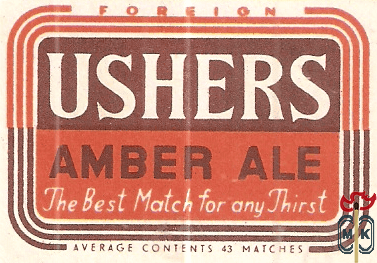 FOREIGN
USHERS
AMBER ALE
The Best Match for any Thirst
AVERAGE CONTENTS 43 MATCHES
M K